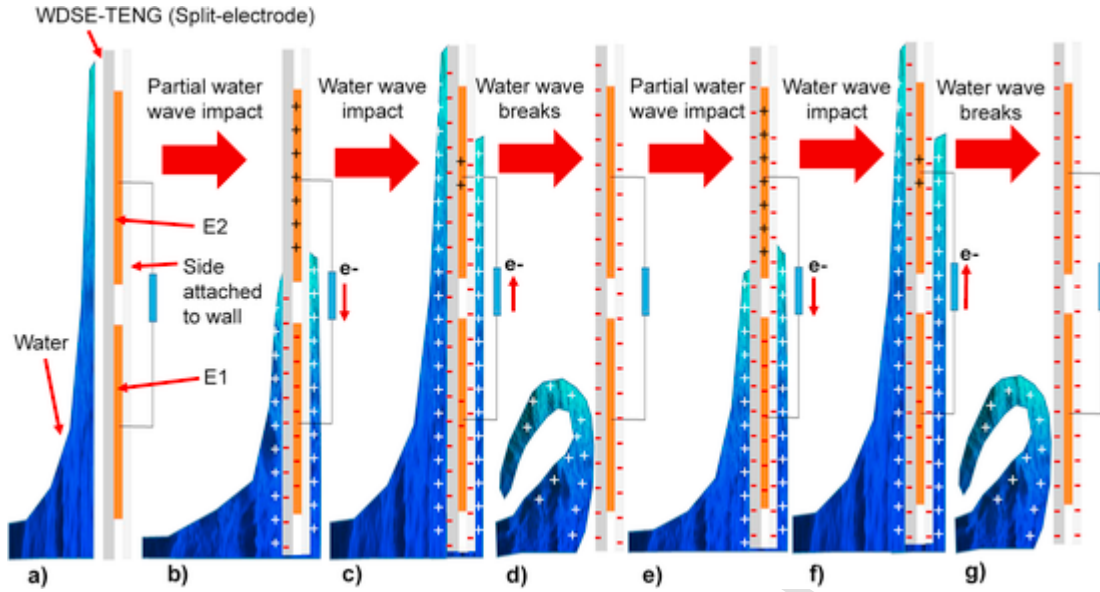 WDSE-TENG (Split-electrode)
Partial water
wave impact
Water wave
impact
Water wave
breaks
Partial water
wave impact
Water wave
impact
Water wave
breaks
E2
Side
attached
to wall
Water
E1
e-
e-
e-
e-
a)
b)
c)
d)
e)
f)
g)